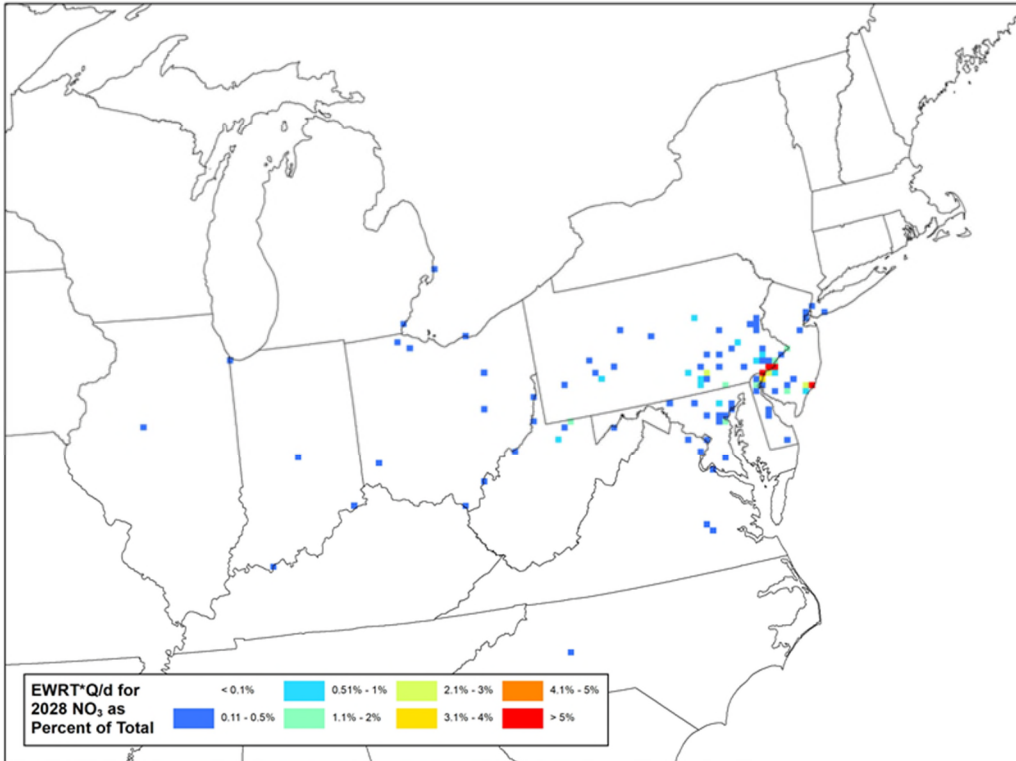 EWRT*Q/d for
2028 NO₃ as
Percent of Total
< 0.1%
0.11 - 0.5%
0.51% - 1%
1.1% - 2%
2.1% - 3%
3.1% - 4%
4.1% - 5%
> 5%